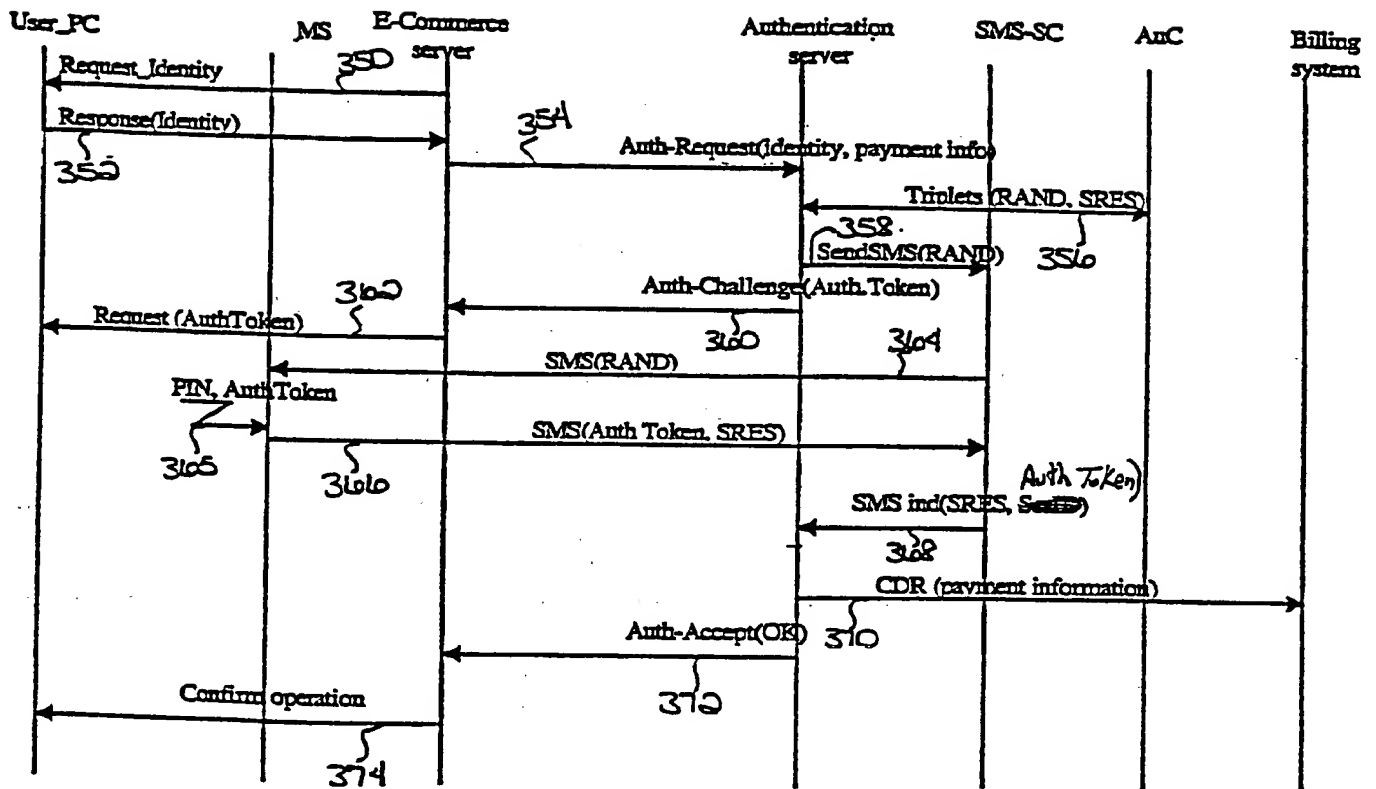 User_PC
MS
E-Commerce
server
Authentication
server
SMS-SC
AuC
Billing
system
Request_Identity
350
Response(Identity)
352
354
Auth-Request(Identity, payment info)
Triplets (RAND, SRES)
356
358
SendSMS(RAND)
Auth-Challenge(Auth.Token)
360
362
Request (AuthToken)
364
SMS(RAND)
PIN, AuthToken
365
SMS(Auth Token, SRES)
366
Auth Token)
SMS ind(SRES,
368
CDR (payment information)
370
Auth-Accept(OK)
372
Confirm operation
374